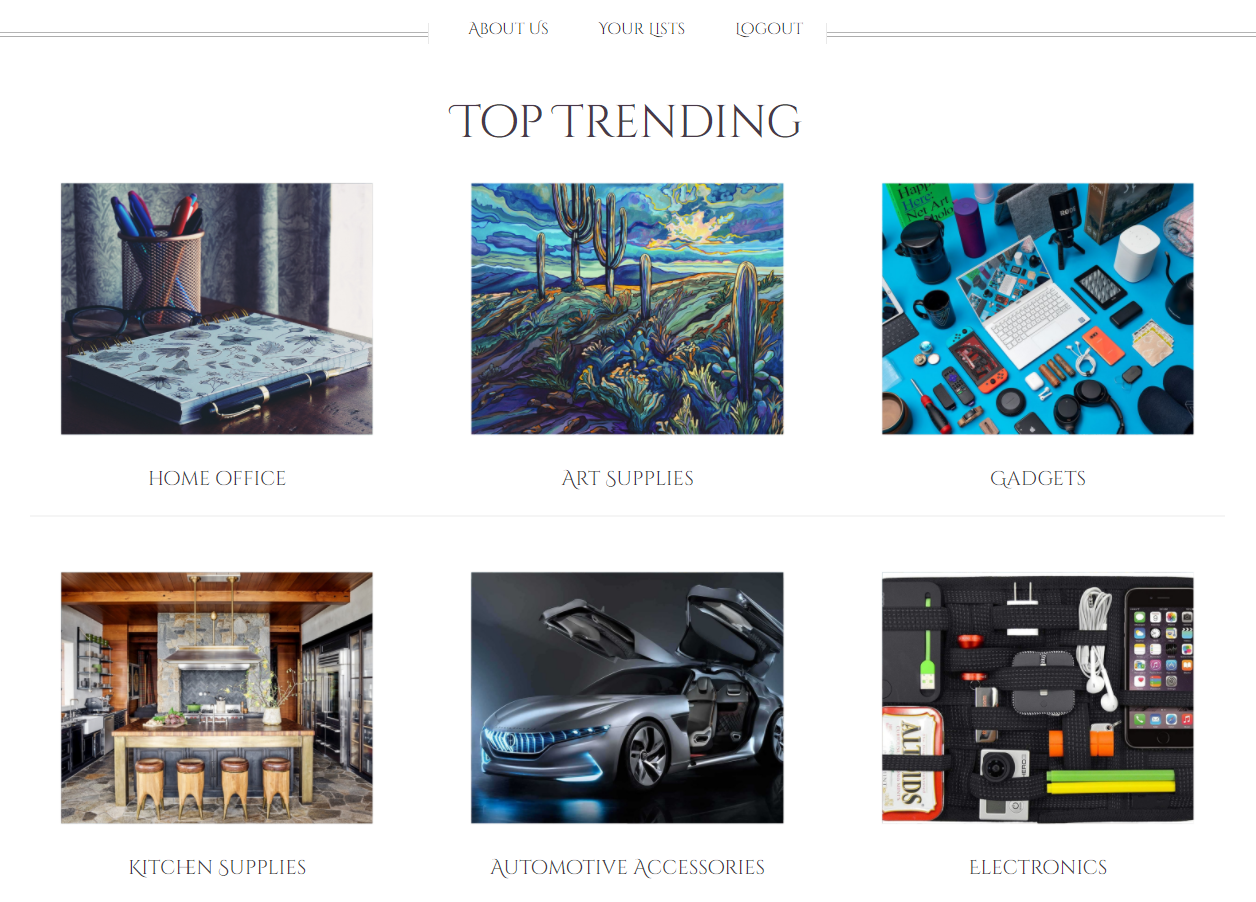 About Us Your Lists Logout
Top Trending
Home Office
Art Supplies
Gadgets
Kitchen Supplies
Automotive Accessories
Electronics